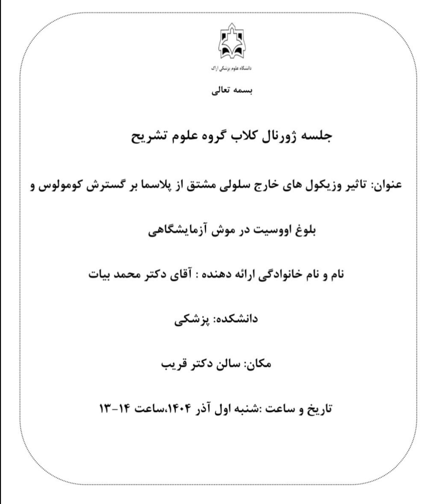 دانشگاه علوم پزشکی اراک
بسمه تعالی
جلسه ژورنال کلاب گروه علوم تشریح
عنوان: تاثیر وزیکول های خارج سلولی مشتق از پلاسما بر گسترش کومولوس و
بلوغ اووسیت در موش آزمایشگاهی
نام و نام خانوادگی ارائه دهنده : آقای دکتر محمد بیات
دانشکده: پزشکی
مکان: سالن دکتر قریب
تاریخ و ساعت :شنبه اول آذر ۱۴۰۴،ساعت ۱۴-۱۳